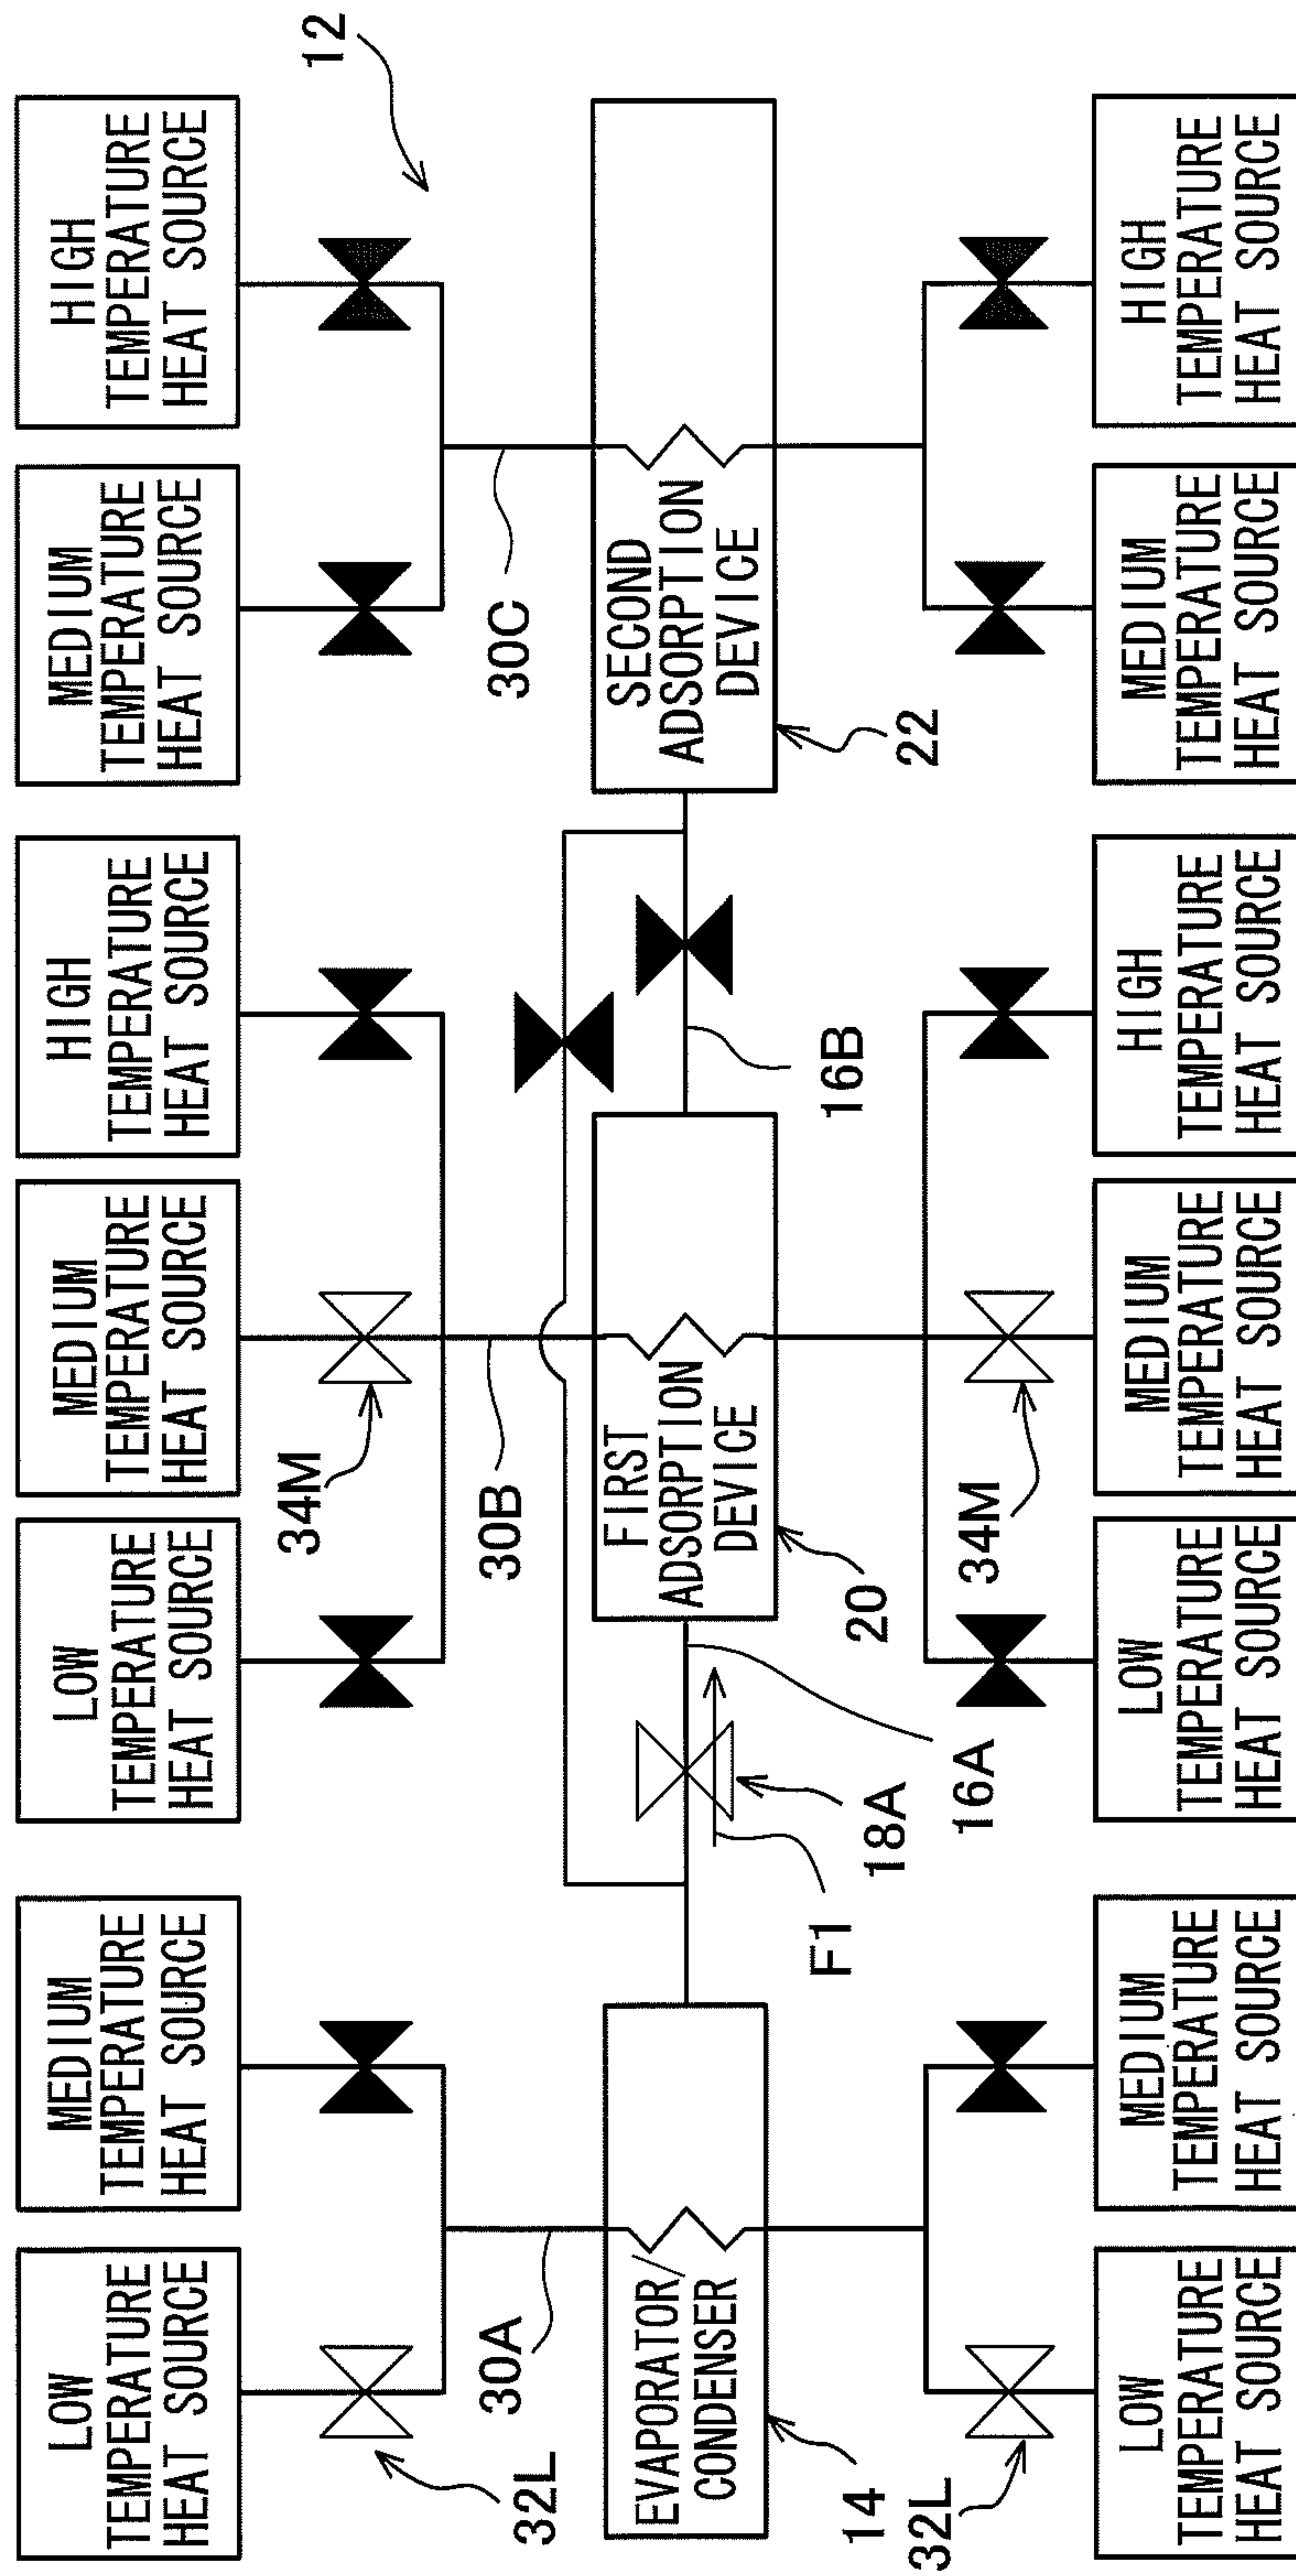 LOW
TEMPERATURE
HEAT SOURCE
MEDIUM
TEMPERATURE
HEAT SOURCE
LOW
TEMPERATURE
HEAT SOURCE
MEDIUM
TEMPERATURE
HEAT SOURCE
HIGH
TEMPERATURE
HEAT SOURCE
MEDIUM
TEMPERATURE
HEAT SOURCE
HIGH
TEMPERATURE
HEAT SOURCE
34M
12
32L
30A
30B
30C
EVAPORATOR/
CONDENSER
FIRST
ADSORPTION
DEVICE
SECOND
ADSORPTION
DEVICE
14
F1
18A
20
16B
22
32L
16A
34M
LOW
TEMPERATURE
HEAT SOURCE
MEDIUM
TEMPERATURE
HEAT SOURCE
LOW
TEMPERATURE
HEAT SOURCE
MEDIUM
TEMPERATURE
HEAT SOURCE
HIGH
TEMPERATURE
HEAT SOURCE
MEDIUM
TEMPERATURE
HEAT SOURCE
HIGH
TEMPERATURE
HEAT SOURCE